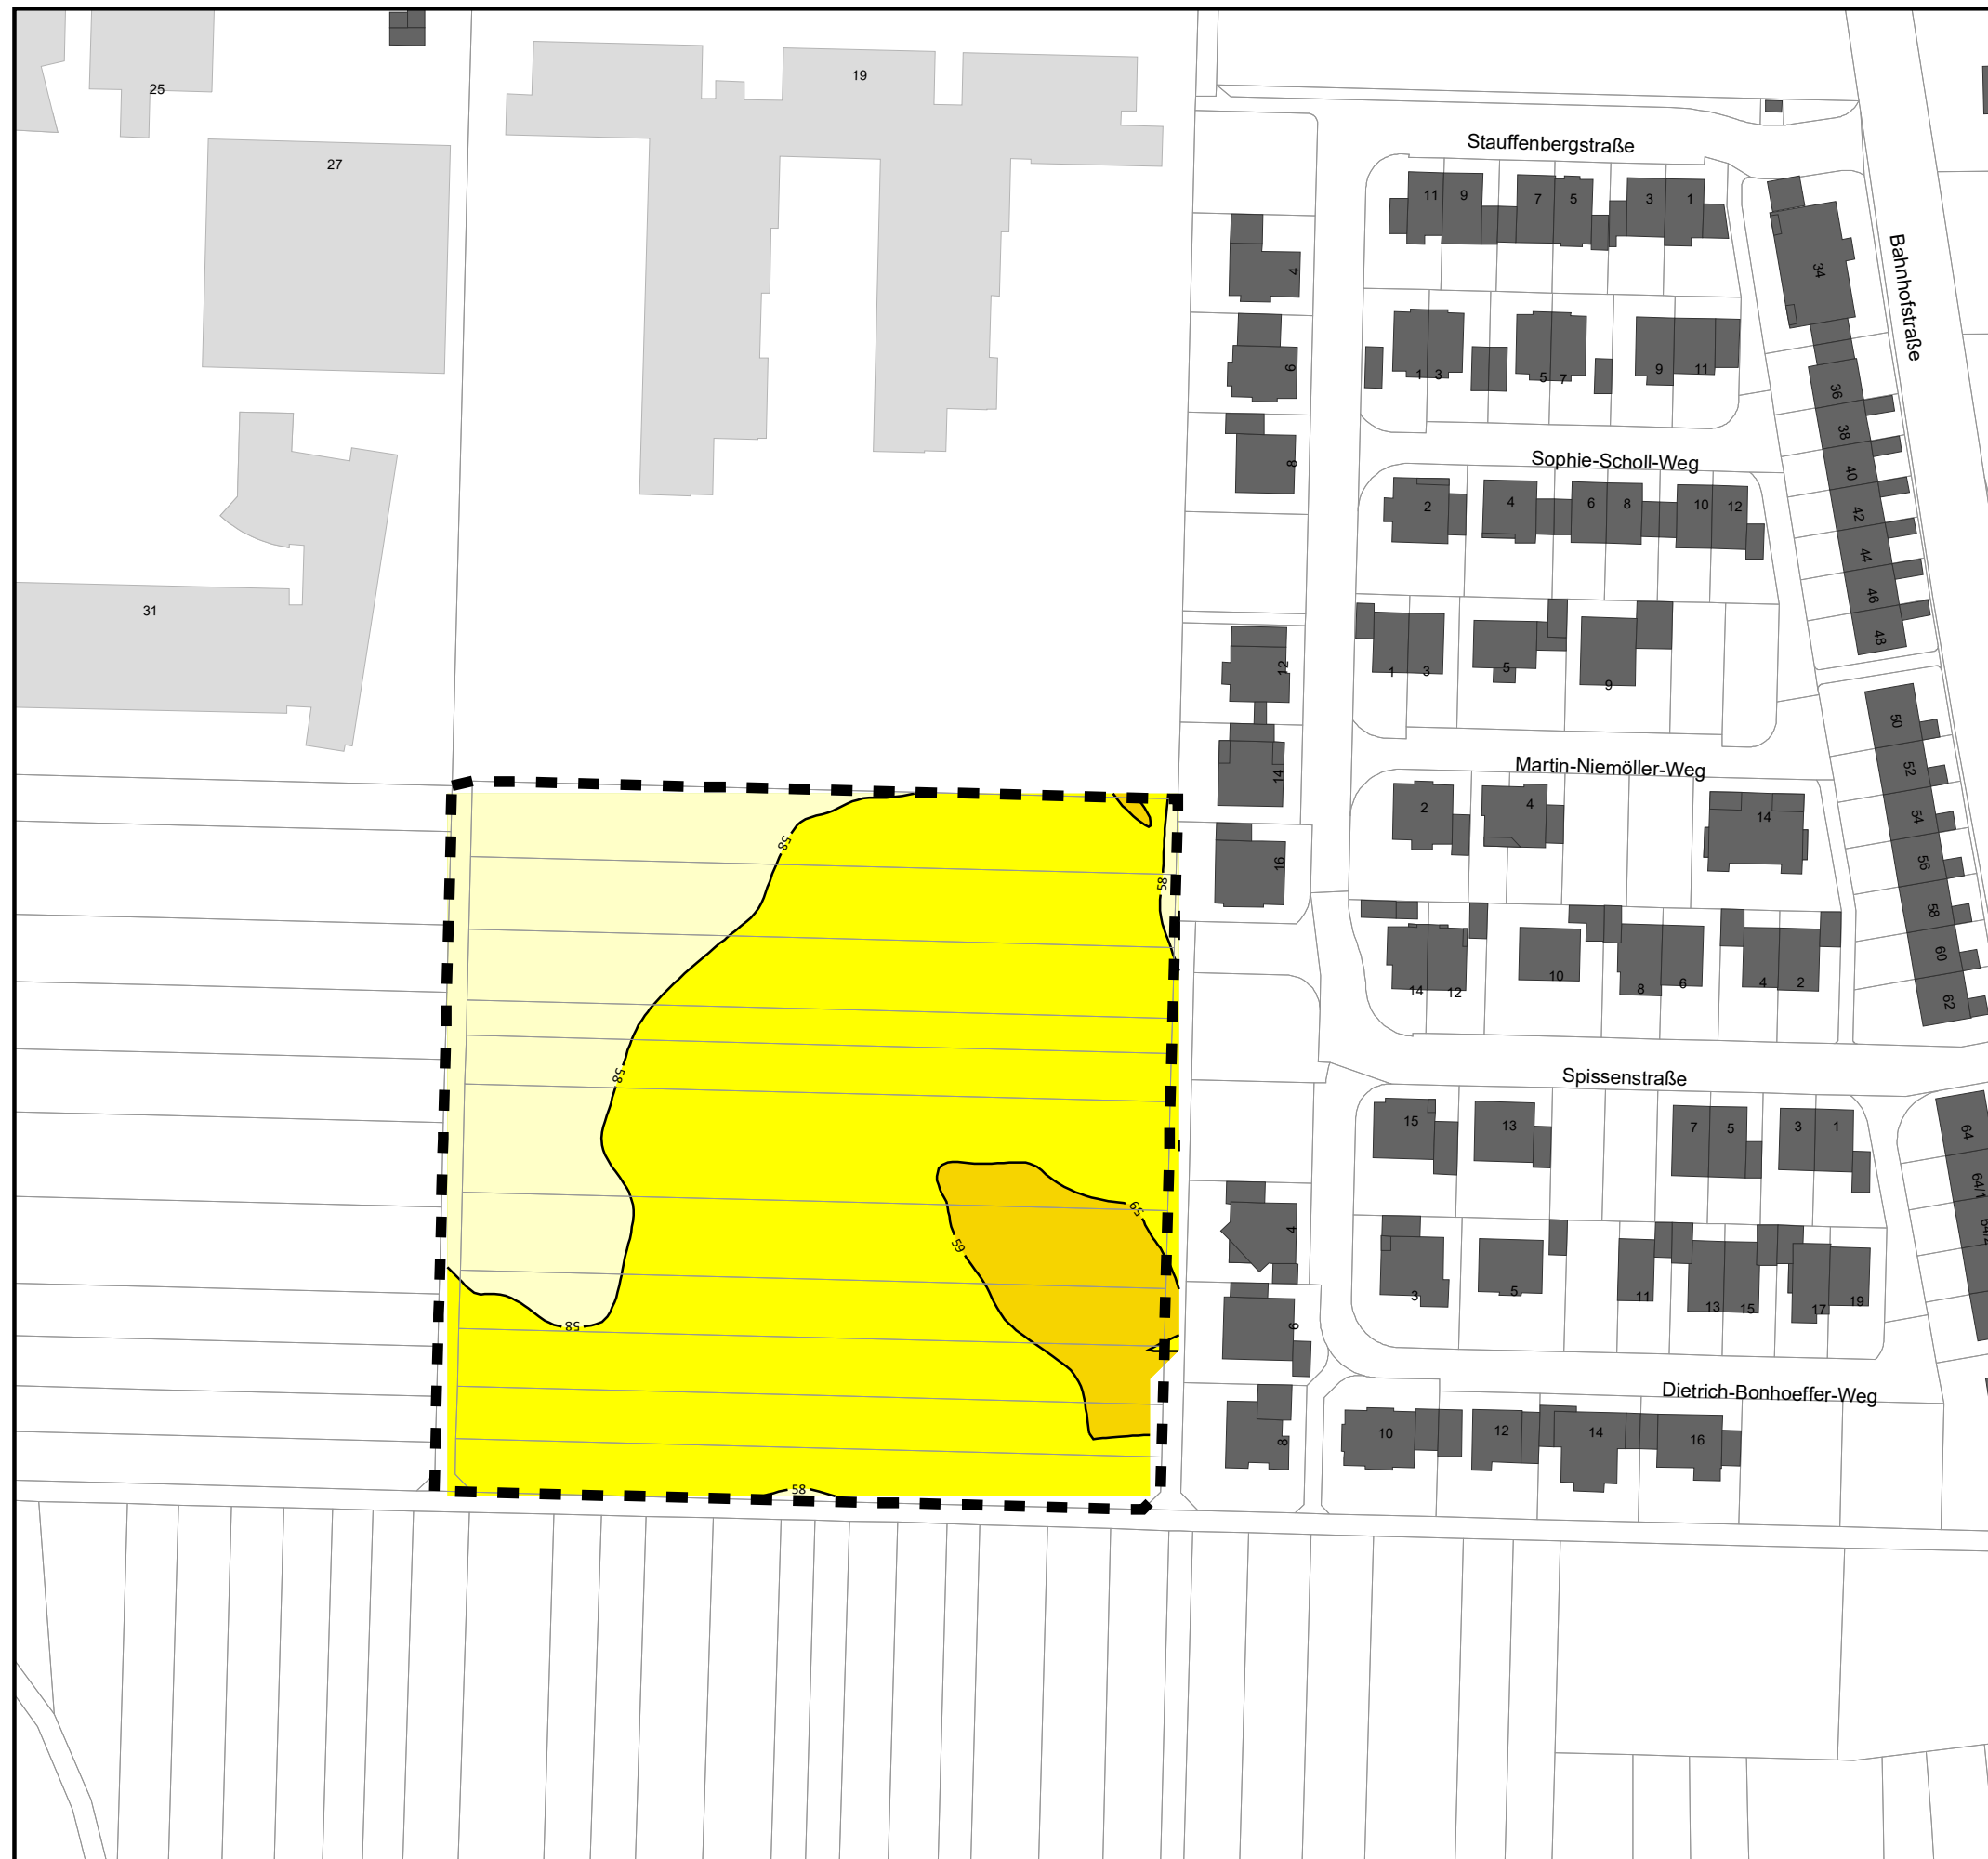 25
19
27
31
Stauffenbergstraße
11 9 7 5 3 1
34
Bahnhofstraße
4
6
8
1 3 5 7 9 11
36
38
40
42
44
46
48
Sophie-Scholl-Weg
2 4 6 8 10 12
1 3 5 9
12
14
16
50
52
54
56
58
60
62
Martin-Niemöller-Weg
2 4 14
14 12 10 8 6 4 2
58
58
58
58
58
59
59
Spissenstraße
15 13 7 5 3 1
64
64/1
3 5 11 13 15 17 19
4
6
8
Dietrich-Bonhoeffer-Weg
10 12 14 16